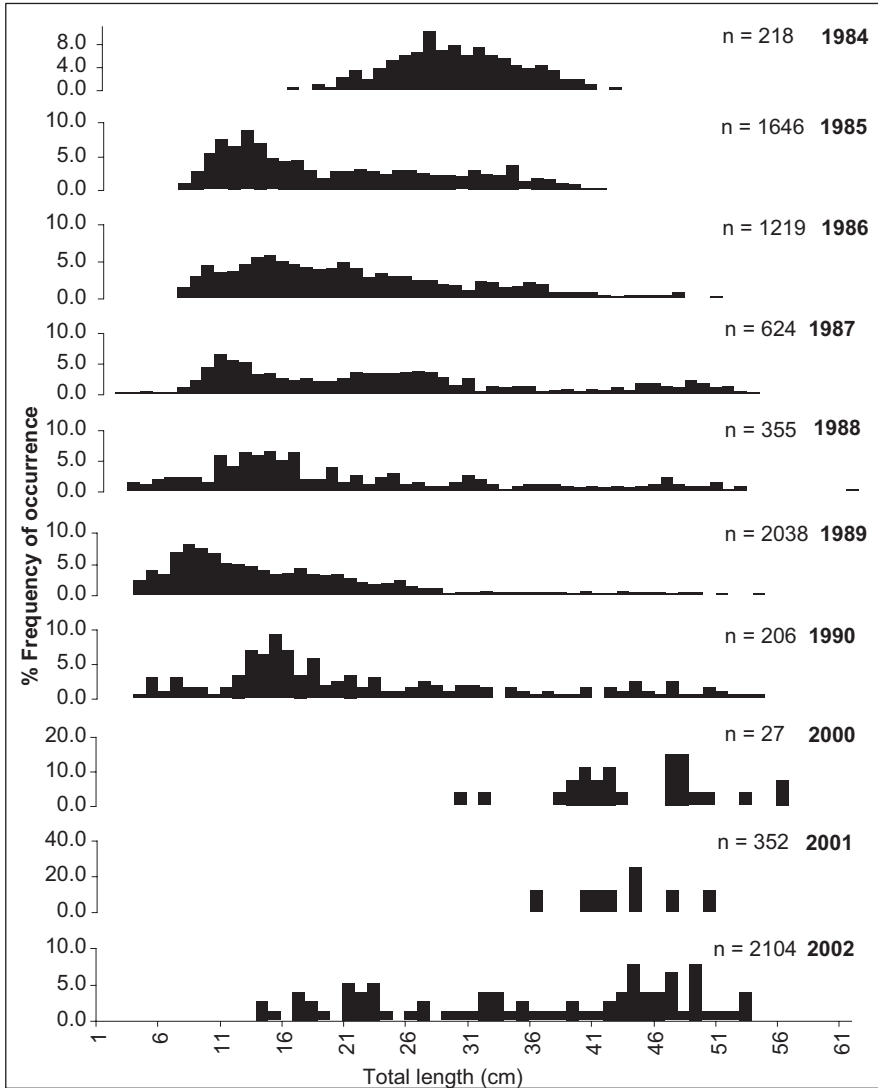 % Frequency of occurrence
8.0
4.0
0.0
n = 218 1984
10.0
5.0
0.0
n = 1646 1985
10.0
5.0
0.0
n = 1219 1986
10.0
5.0
0.0
n = 624 1987
10.0
5.0
0.0
n = 355 1988
10.0
5.0
0.0
n = 2038 1989
10.0
5.0
0.0
n = 206 1990
20.0
10.0
0.0
n = 27 2000
40.0
20.0
0.0
n = 352 2001
10.0
5.0
0.0
n = 2104 2002
1 6 11 16 21 26 31 36 41 46 51 56 61
Total length (cm)